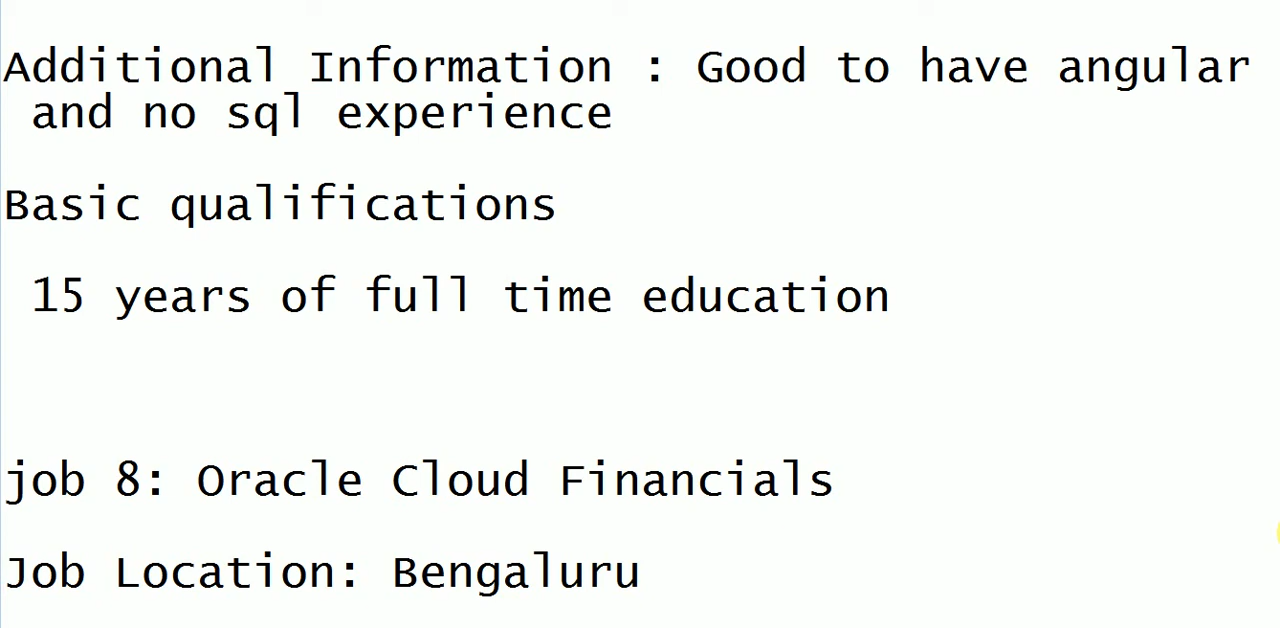 Additional Information : Good to have angular
and no sql experience
Basic qualifications
15 years of full time education
job 8: Oracle Cloud Financials
Job Location: Bengaluru